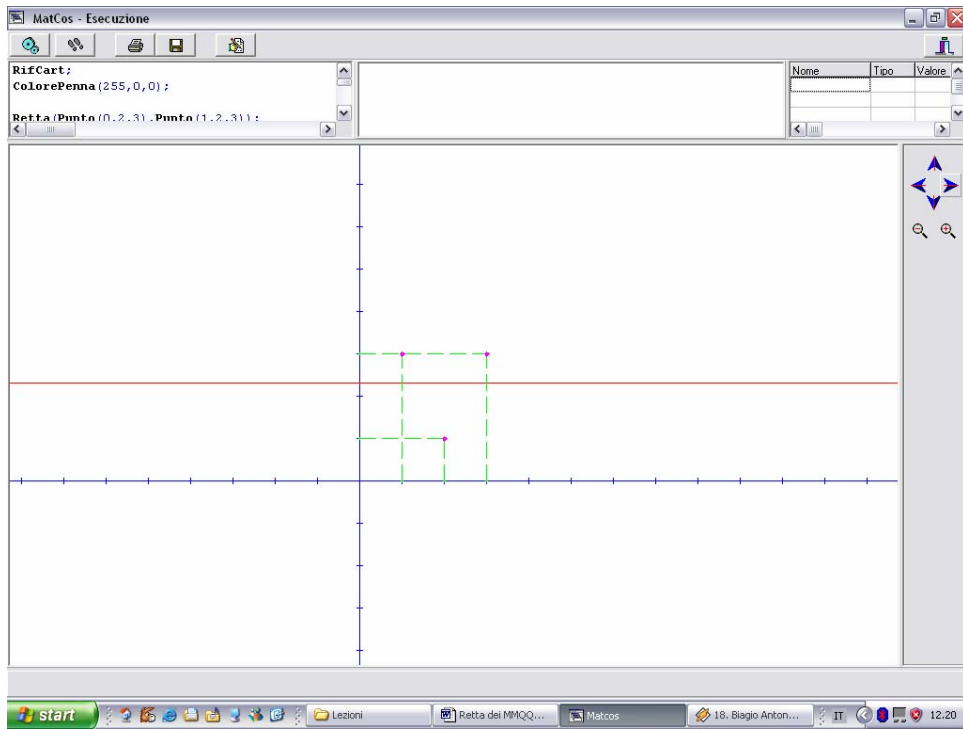 MatCos - Esecuzione
RifCart;
ColorePenna(255,0,0);
Retta(Punto(0,2.3),Punto(1,2.3));
Nome Tipo Valore
start
Lezioni
Retta dei MMQQ...
Matcos
18. Biagio Anton...
IT
12.20